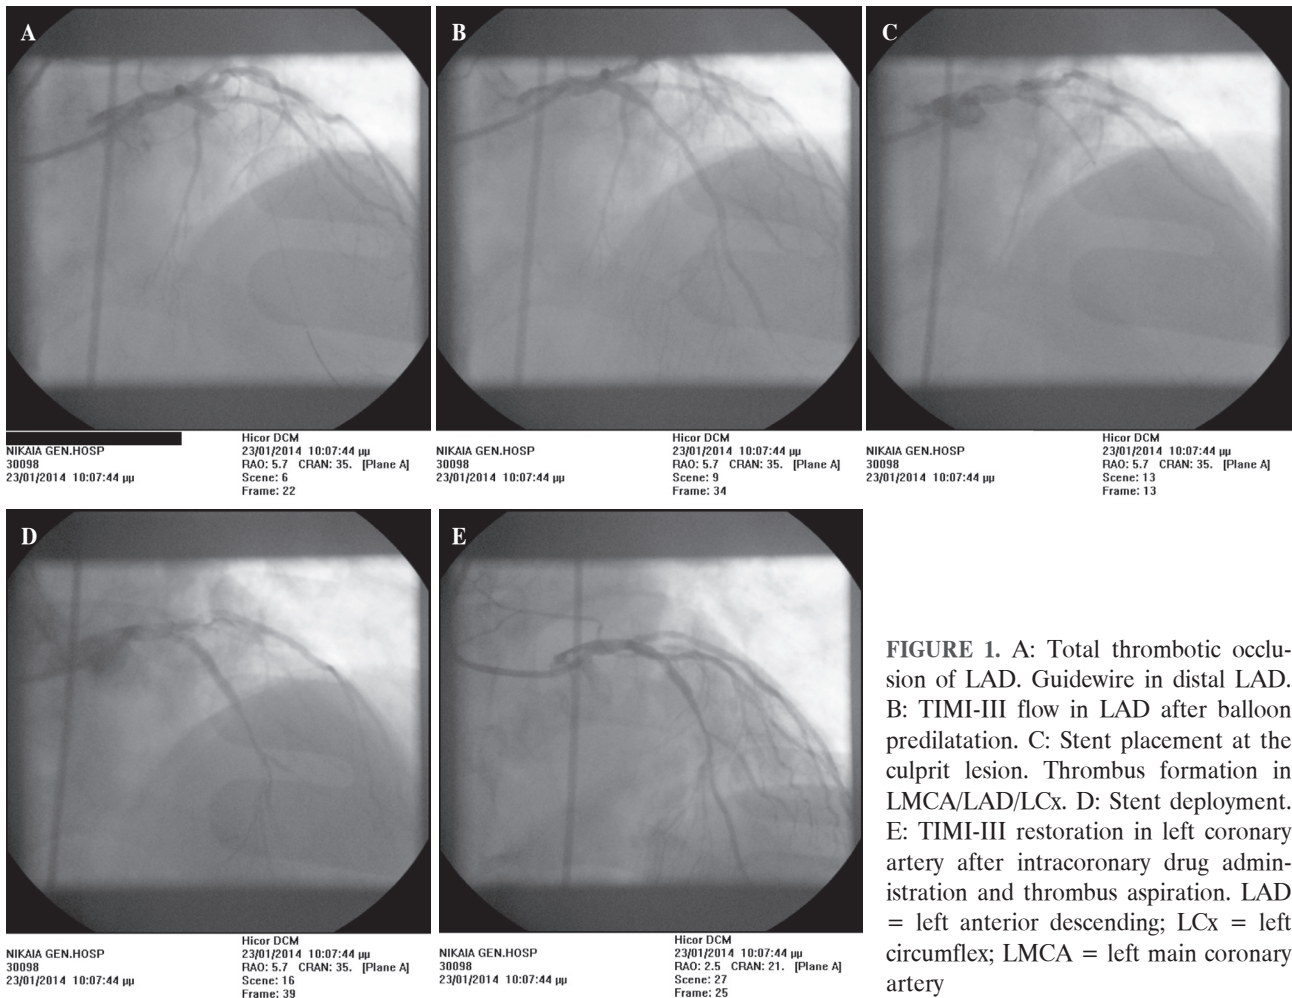 A
B
C
NIKAIA GEN.HOSP
30098
23/01/2014 10:07:44 μμ
Hicor DCM
23/01/2014 10:07:44 μμ
RAO: 5.7 CRAN: 35. [Plane A]
Scene: 6
Frame: 22
NIKAIA GEN.HOSP
30098
23/01/2014 10:07:44 μμ
Hicor DCM
23/01/2014 10:07:44 μμ
RAO: 5.7 CRAN: 35. [Plane A]
Scene: 9
Frame: 34
NIKAIA GEN.HOSP
30098
23/01/2014 10:07:44 μμ
Hicor DCM
23/01/2014 10:07:44 μμ
RAO: 5.7 CRAN: 35. [Plane A]
Scene: 13
Frame: 13
D
E
NIKAIA GEN.HOSP
30098
23/01/2014 10:07:44 μμ
Hicor DCM
23/01/2014 10:07:44 μμ
RAO: 5.7 CRAN: 35. [Plane A]
Scene: 16
Frame: 39
NIKAIA GEN.HOSP
30098
23/01/2014 10:07:44 μμ
Hicor DCM
23/01/2014 10:07:44 μμ
RAO: 2.5 CRAN: 21. [Plane A]
Scene: 27
Frame: 25
FIGURE 1. A: Total thrombotic occlu-
sion of LAD. Guidewire in distal LAD.
B: TIMI-III flow in LAD after balloon
predilatation. C: Stent placement at the
culprit lesion. Thrombus formation in
LMCA/LAD/LCx. D: Stent deployment.
E: TIMI-III restoration in left coronary
artery after intracoronary drug admin-
istration and thrombus aspiration. LAD
= left anterior descending; LCx = left
circumflex; LMCA = left main coronary
artery